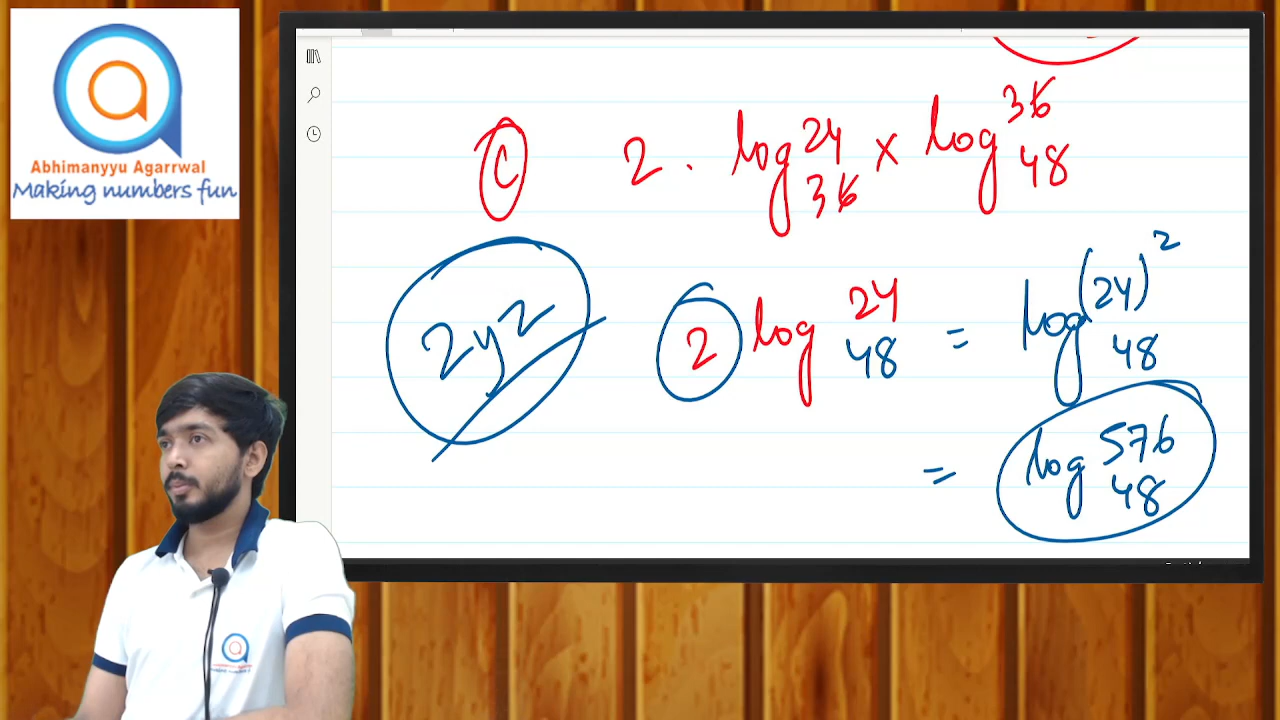 Abhimanyyu Agarrwal
Making numbers fun
C 2 . log 24 36 × log 36 48
2yz 2 log 24 48 = log (24)² 48
= log 576 48